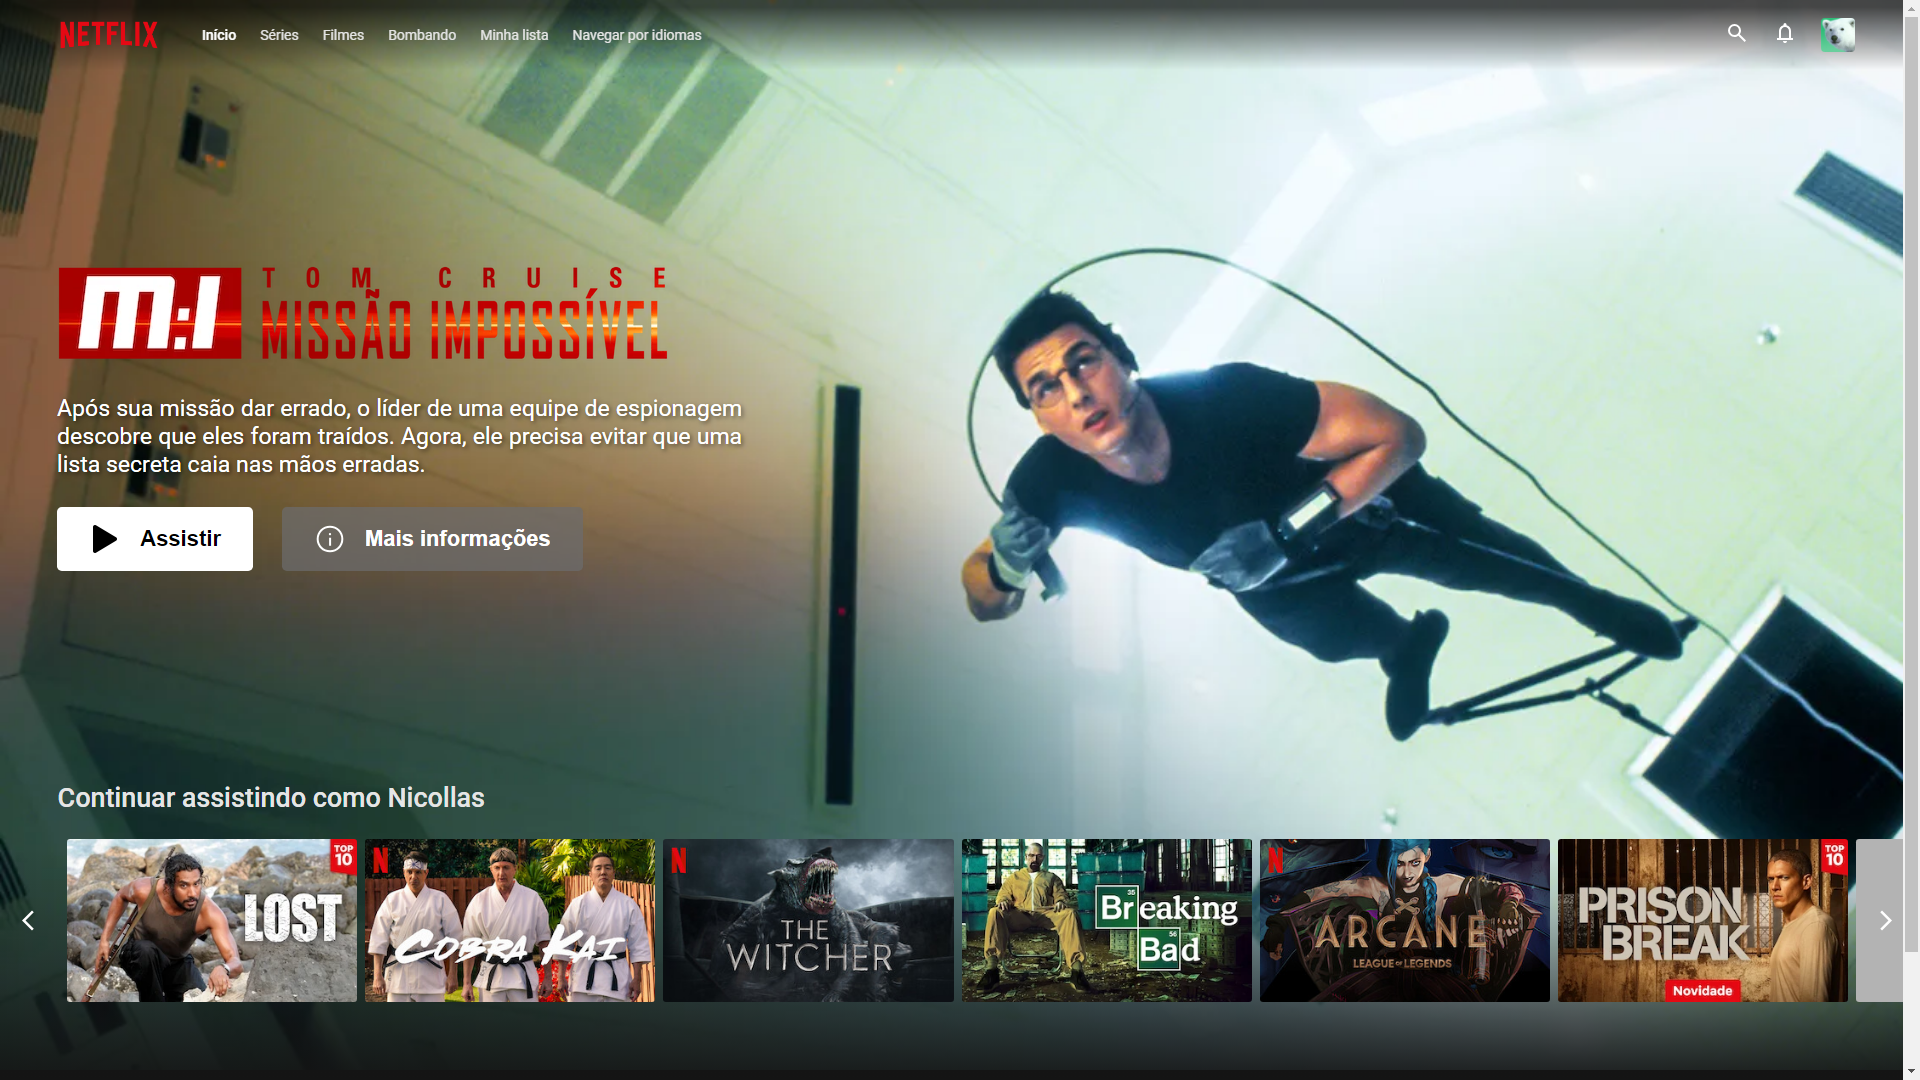 NETFLIX
Início
Séries
Filmes
Bombando
Minha lista
Navegar por idiomas
M:I
TOM CRUISE
MISSÃO IMPOSSÍVEL
Após sua missão dar errado, o líder de uma equipe de espionagem
descobre que eles foram traídos. Agora, ele precisa evitar que uma
lista secreta caia nas mãos erradas.
Assistir
Mais informações
Continuar assistindo como Nicollas
TOP
10
LOST
N
COBRA KAI
N
THE
WITCHER
35
Breaking
56
Bad
N
ARCANE
LEAGUE OF LEGENDS
TOP
10
PRISON
BREAK
Novidade